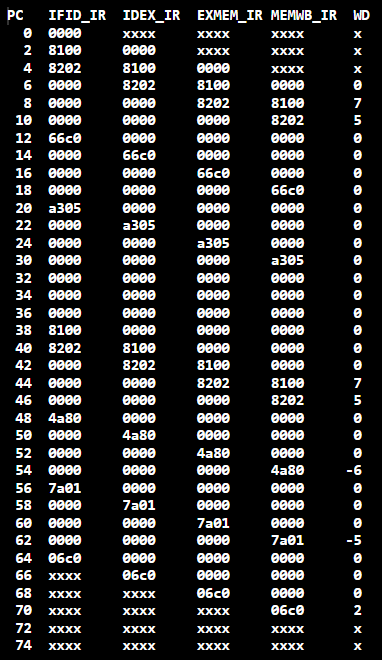 PC IFID_IR IDEX_IR EXMEM_IR MEMWB_IR WD
0 0000 xxxx xxxx xxxx x
2 8100 0000 xxxx xxxx x
4 8202 8100 0000 xxxx x
6 0000 8202 8100 0000 0
8 0000 0000 8202 8100 7
10 0000 0000 0000 8202 5
12 66c0 0000 0000 0000 0
14 0000 66c0 0000 0000 0
16 0000 0000 66c0 0000 0
18 0000 0000 0000 66c0 0
20 a305 0000 0000 0000 0
22 0000 a305 0000 0000 0
24 0000 0000 a305 0000 0
30 0000 0000 0000 a305 0
32 0000 0000 0000 0000 0
34 0000 0000 0000 0000 0
36 0000 0000 0000 0000 0
38 8100 0000 0000 0000 0
40 8202 8100 0000 0000 0
42 0000 8202 8100 0000 0
44 0000 0000 8202 8100 7
46 0000 0000 0000 8202 5
48 4a80 0000 0000 0000 0
50 0000 4a80 0000 0000 0
52 0000 0000 4a80 0000 0
54 0000 0000 0000 4a80 -6
56 7a01 0000 0000 0000 0
58 0000 7a01 0000 0000 0
60 0000 0000 7a01 0000 0
62 0000 0000 0000 7a01 -5
64 06c0 0000 0000 0000 0
66 xxxx 06c0 0000 0000 0
68 xxxx xxxx 06c0 0000 0
70 xxxx xxxx xxxx 06c0 2
72 xxxx xxxx xxxx xxxx x
74 xxxx xxxx xxxx xxxx x